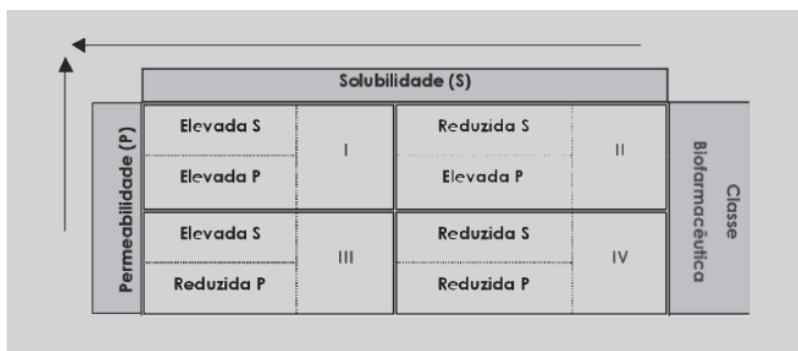 Solubilidade (S)
Permeabilidade (P)
Elevada S
Elevada P
I
Reduzida S
Elevada P
II
Elevada S
Reduzida P
III
Reduzida S
Reduzida P
IV
Classe
Biofarmacêutica